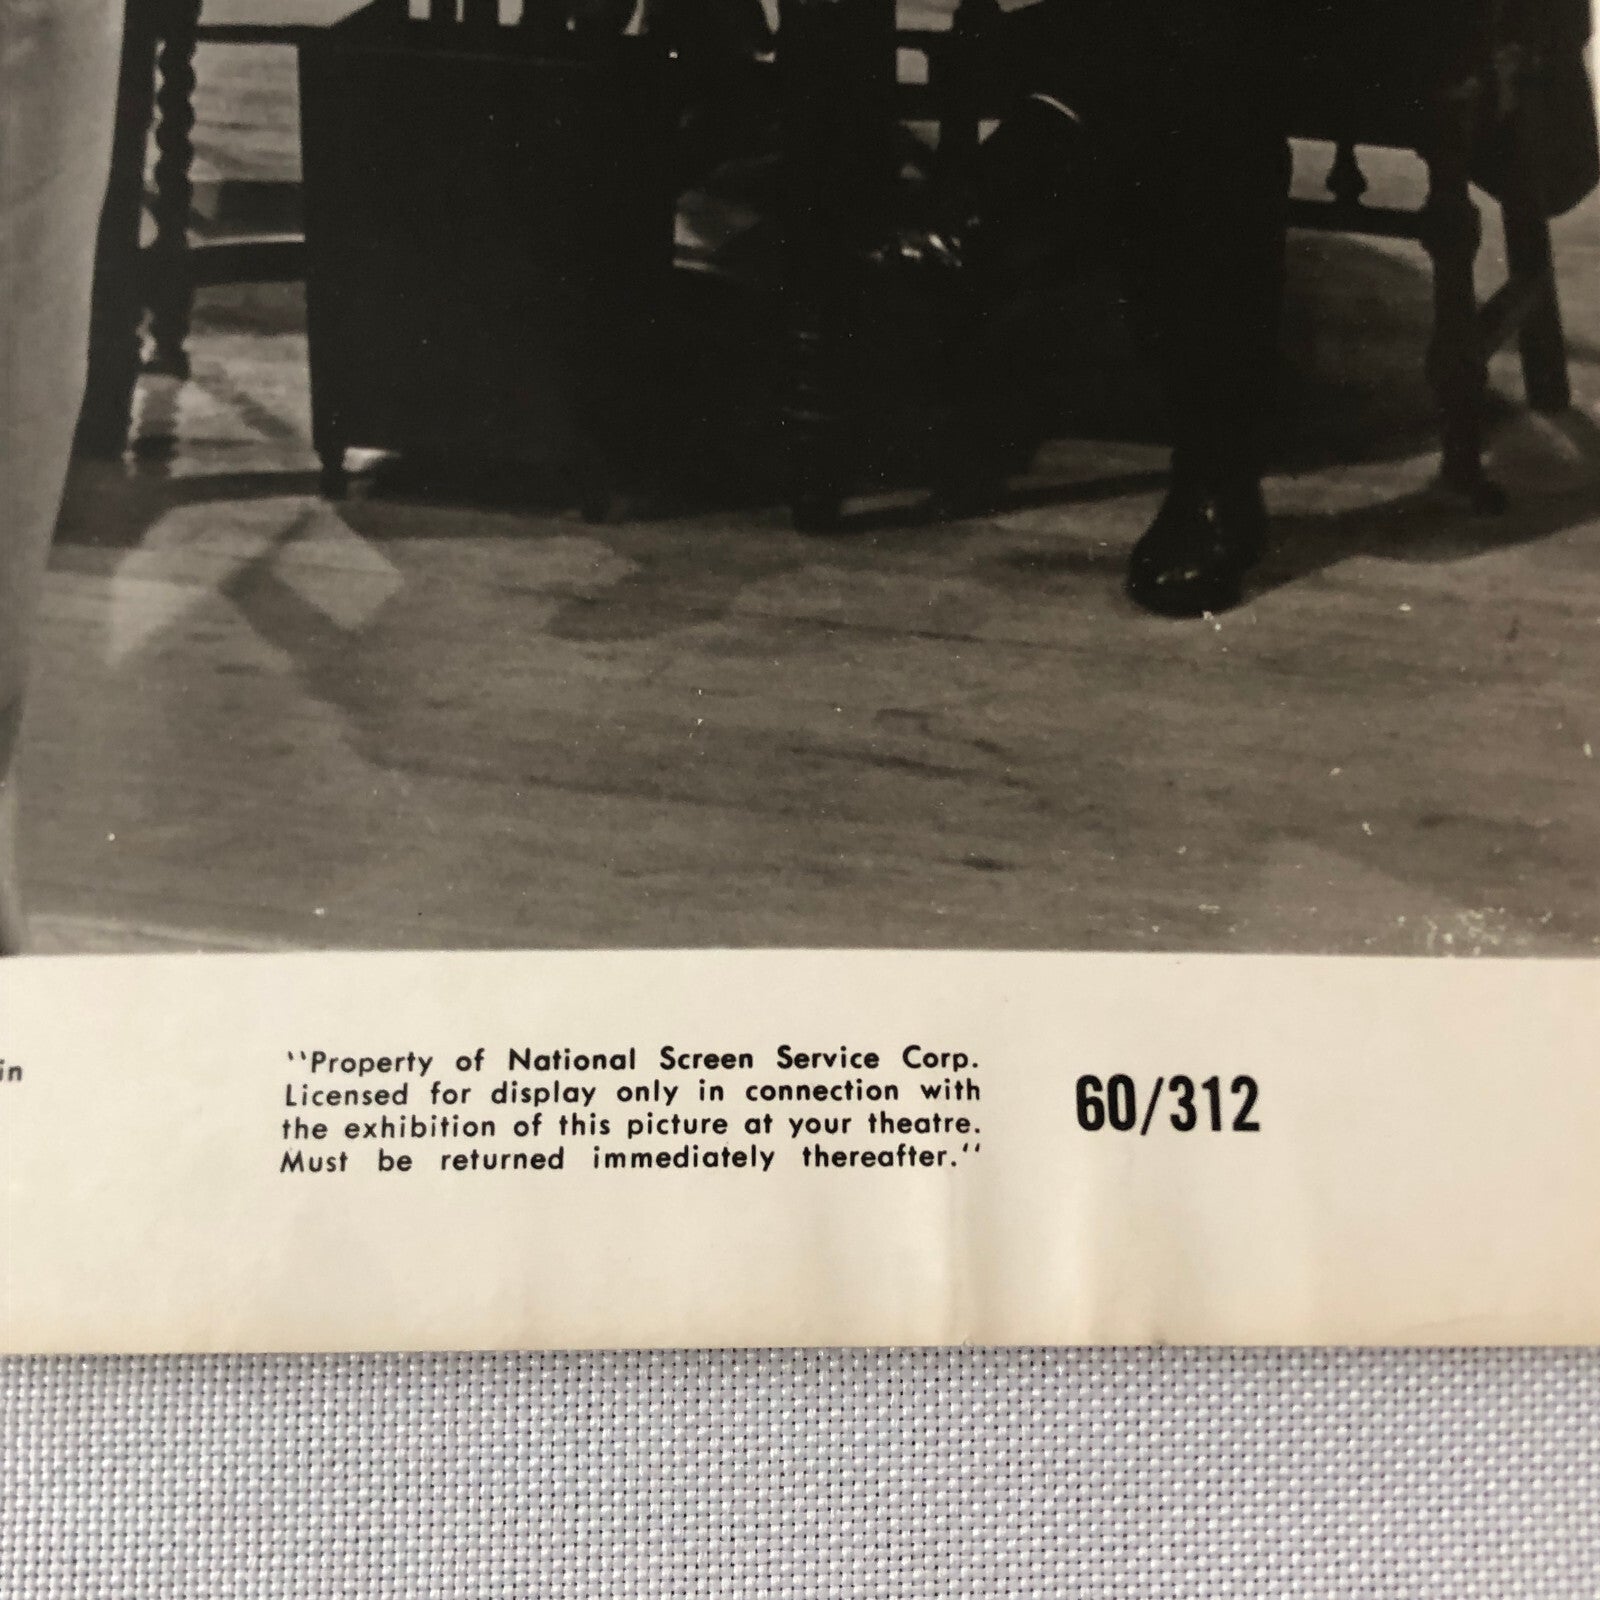 in
"Property of National Screen Service Corp.
Licensed for display only in connection with
the exhibition of this picture at your theatre.
Must be returned immediately thereafter."
60/312